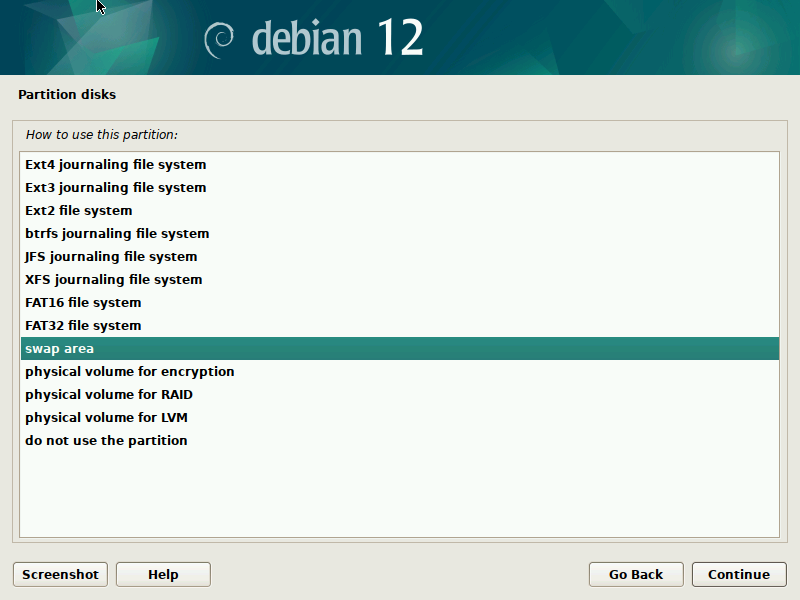 debian 12
Partition disks
How to use this partition:
Ext4 journaling file system
Ext3 journaling file system
Ext2 file system
btrfs journaling file system
JFS journaling file system
XFS journaling file system
FAT16 file system
FAT32 file system
swap area
physical volume for encryption
physical volume for RAID
physical volume for LVM
do not use the partition
Screenshot Help Go Back Continue